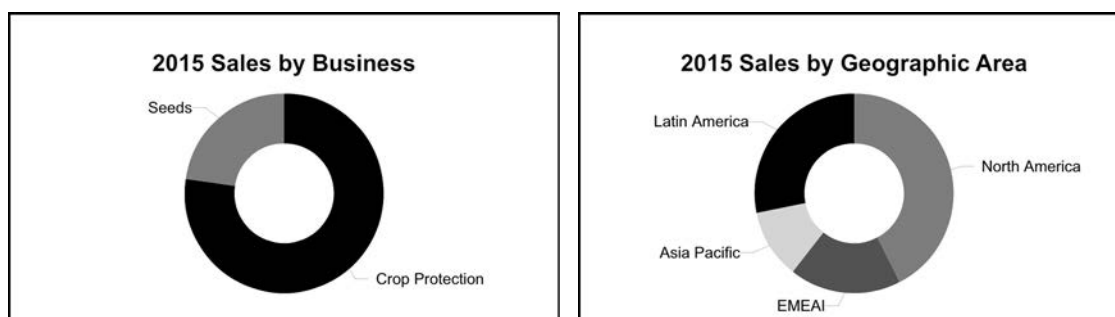 2015 Sales by Business
Seeds
Crop Protection
2015 Sales by Geographic Area
Latin America
North America
Asia Pacific
EMEAI